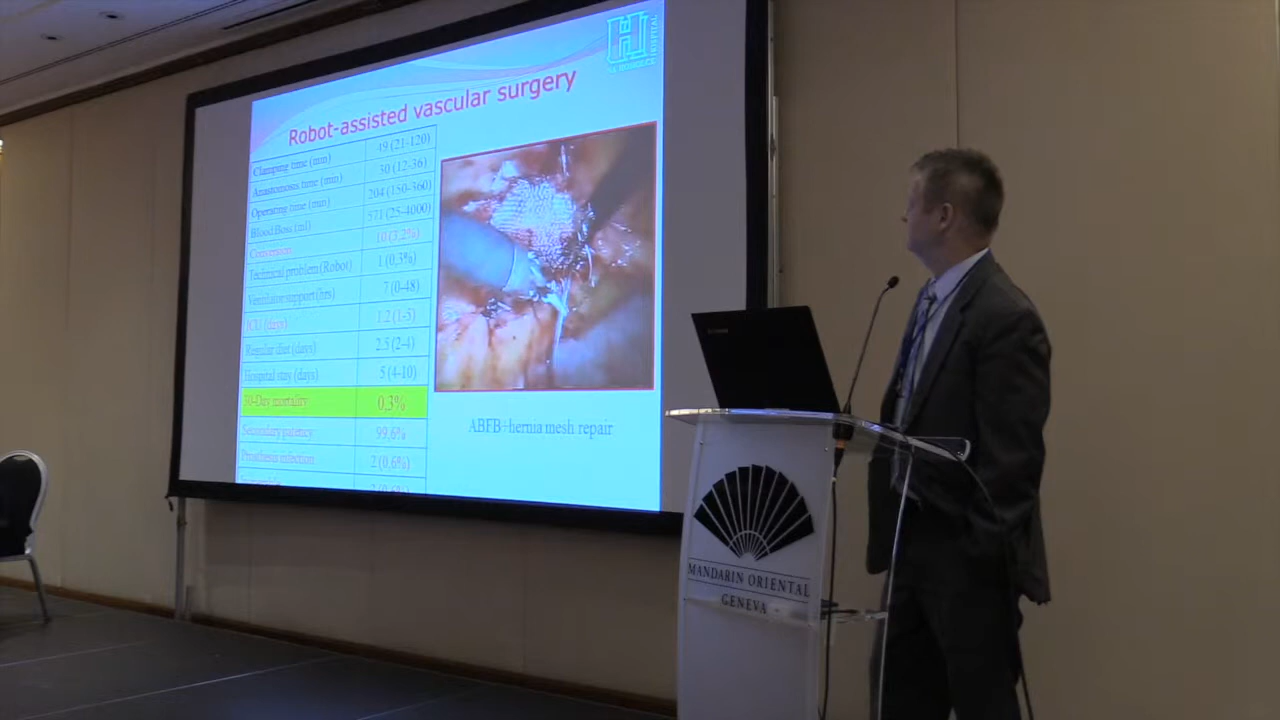 HOSPITAL
Robot-assisted vascular surgery
Clamping time (min) 49 (21-120)
Anastomosis time (min) 30 (12-36)
Operating time (min) 204 (150-360)
Blood loss (ml) 571 (25-4000)
Conversion 10 (3,2%)
Technical problem (Robot) 1 (0,3%)
Ventilator support (hrs) 7 (0-48)
ICU (days) 1.2 (1-5)
Regular diet (days) 2.5 (2-4)
Hospital stay (days) 5 (4-10)
30-Day mortality 0,3%
Secondary patency 99,6%
Prosthesis infection 2 (0,6%)
ABFB+hernia mesh repair
MANDARIN ORIENTAL
GENEVA